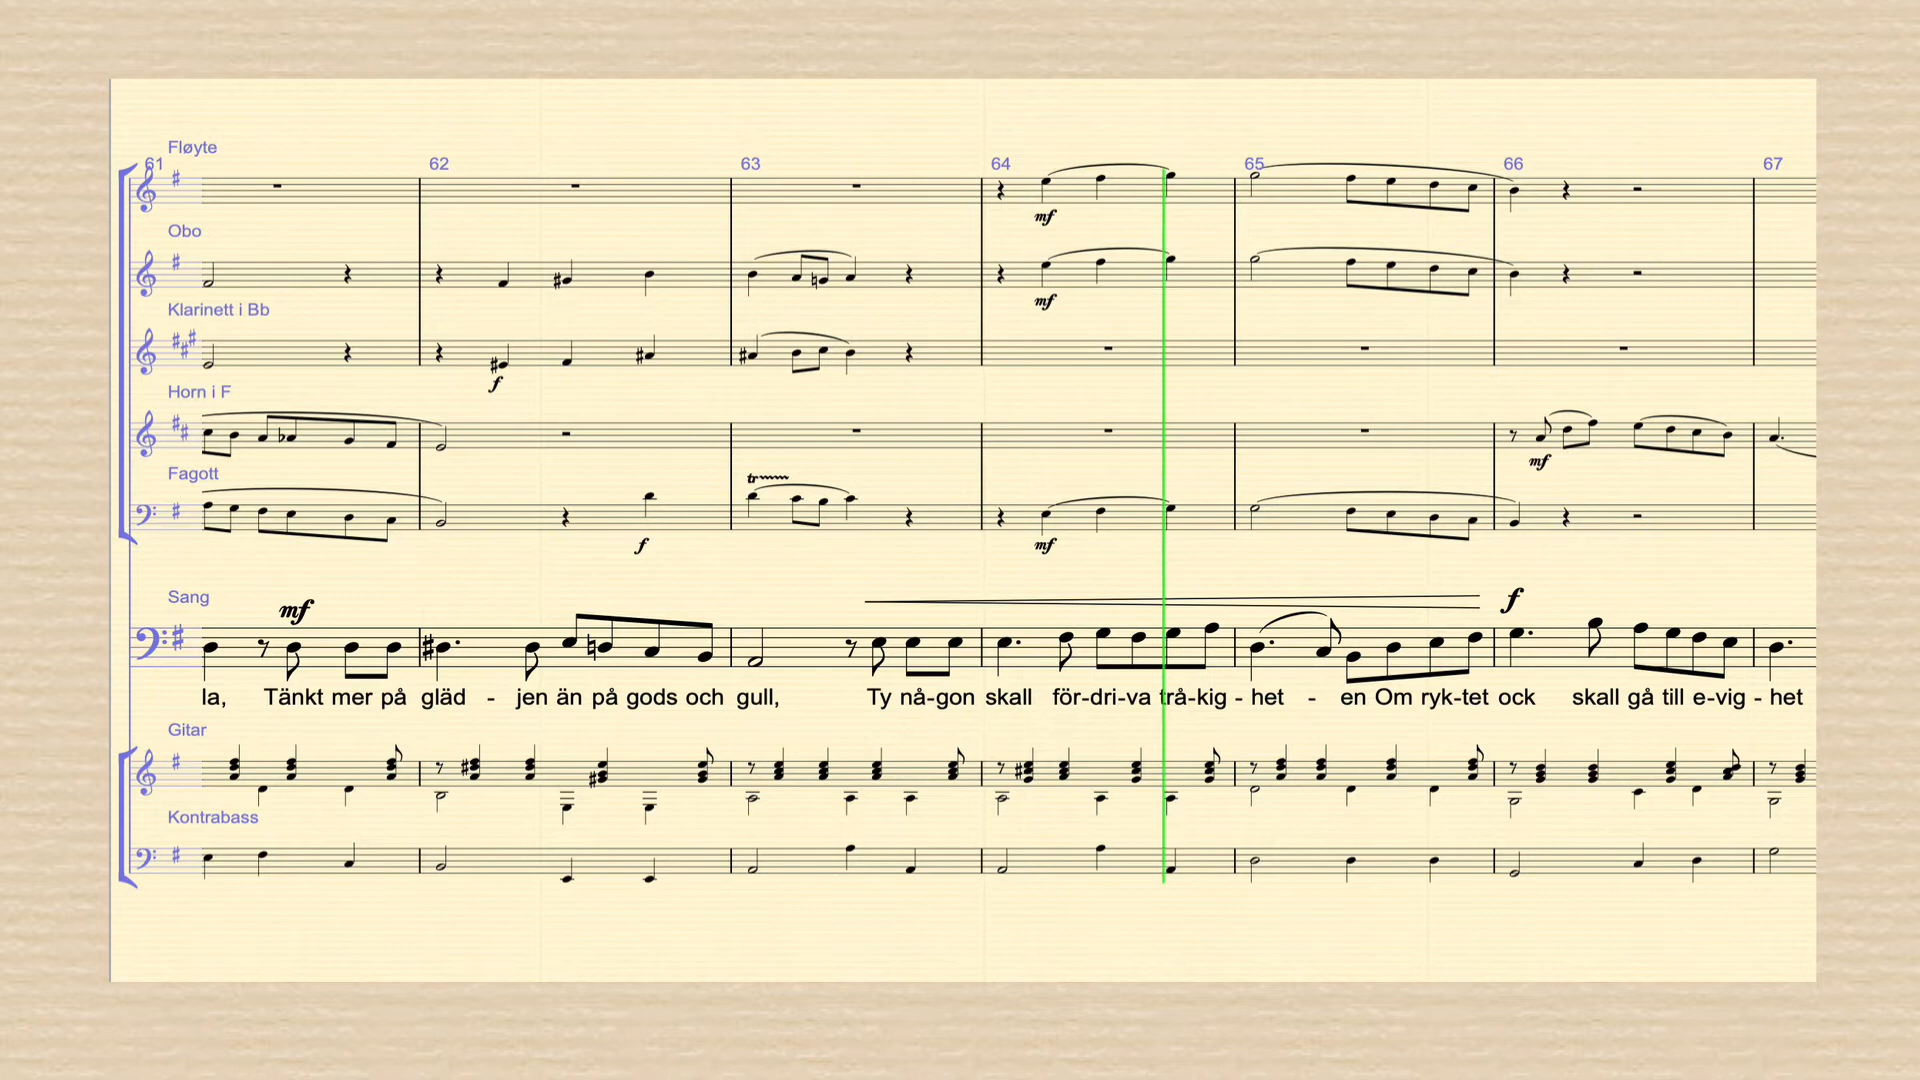 Fløyte
61 62 63 64 65 66 67
mf
Obo
mf
Klarinett i Bb
f
Horn i F
mf
Fagott
tr
f mf
Sang
mf f
la, Tänkt mer på gläd - jen än på gods och gull, Ty nå-gon skall för-dri-va trå-kig - het - en Om ryk-tet ock skall gå till e-vig - het
Gitar
Kontrabass